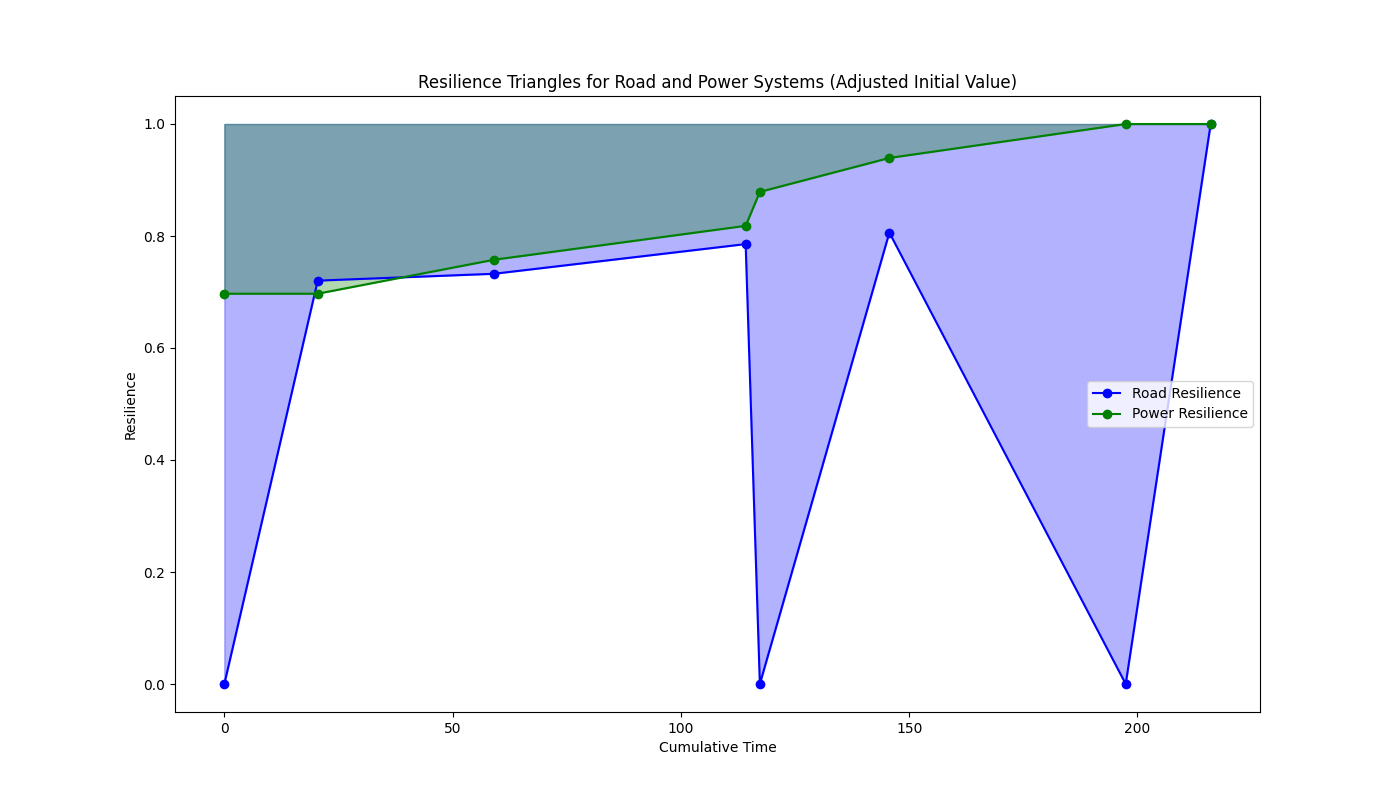 Resilience Triangles for Road and Power Systems (Adjusted Initial Value)
1.0
0.8
0.6
0.4
0.2
0.0
Resilience
Road Resilience
Power Resilience
0 50 100 150 200
Cumulative Time